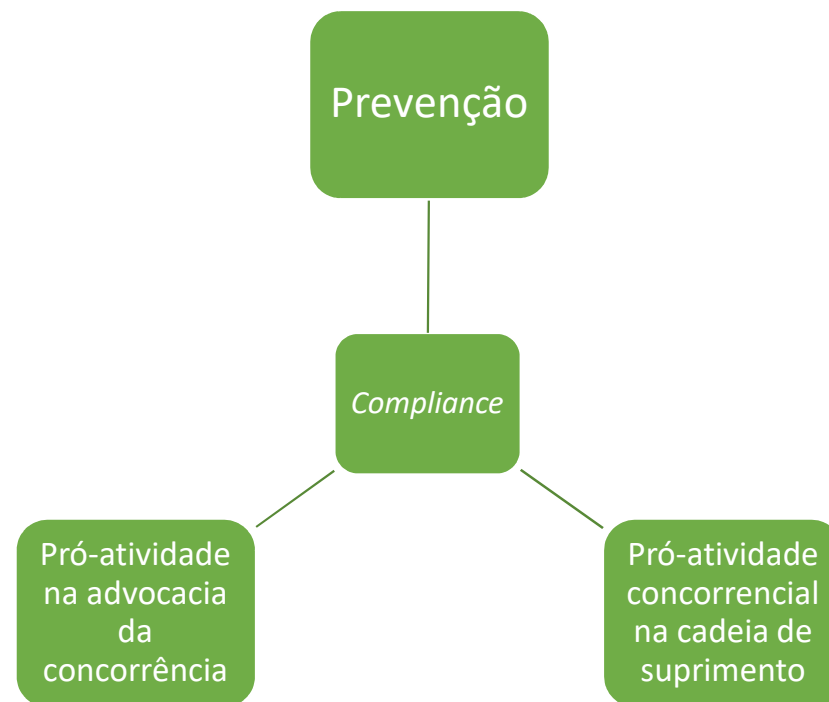 Prevenção
Compliance
Pró-atividade
na advocacia
da
concorrência
Pró-atividade
concorrencial
na cadeia de
suprimento